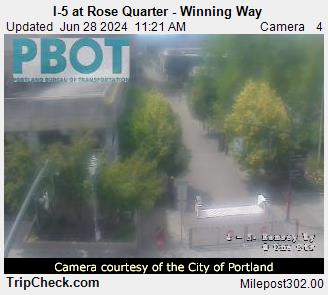 I-5 at Rose Quarter - Winning Way
Updated Jun 28 2024 11:21 AM Camera 4
PBOT
PORTLAND BUREAU OF TRANSPORTATION
Camera courtesy of the City of Portland
TripCheck.com Milepost302.00